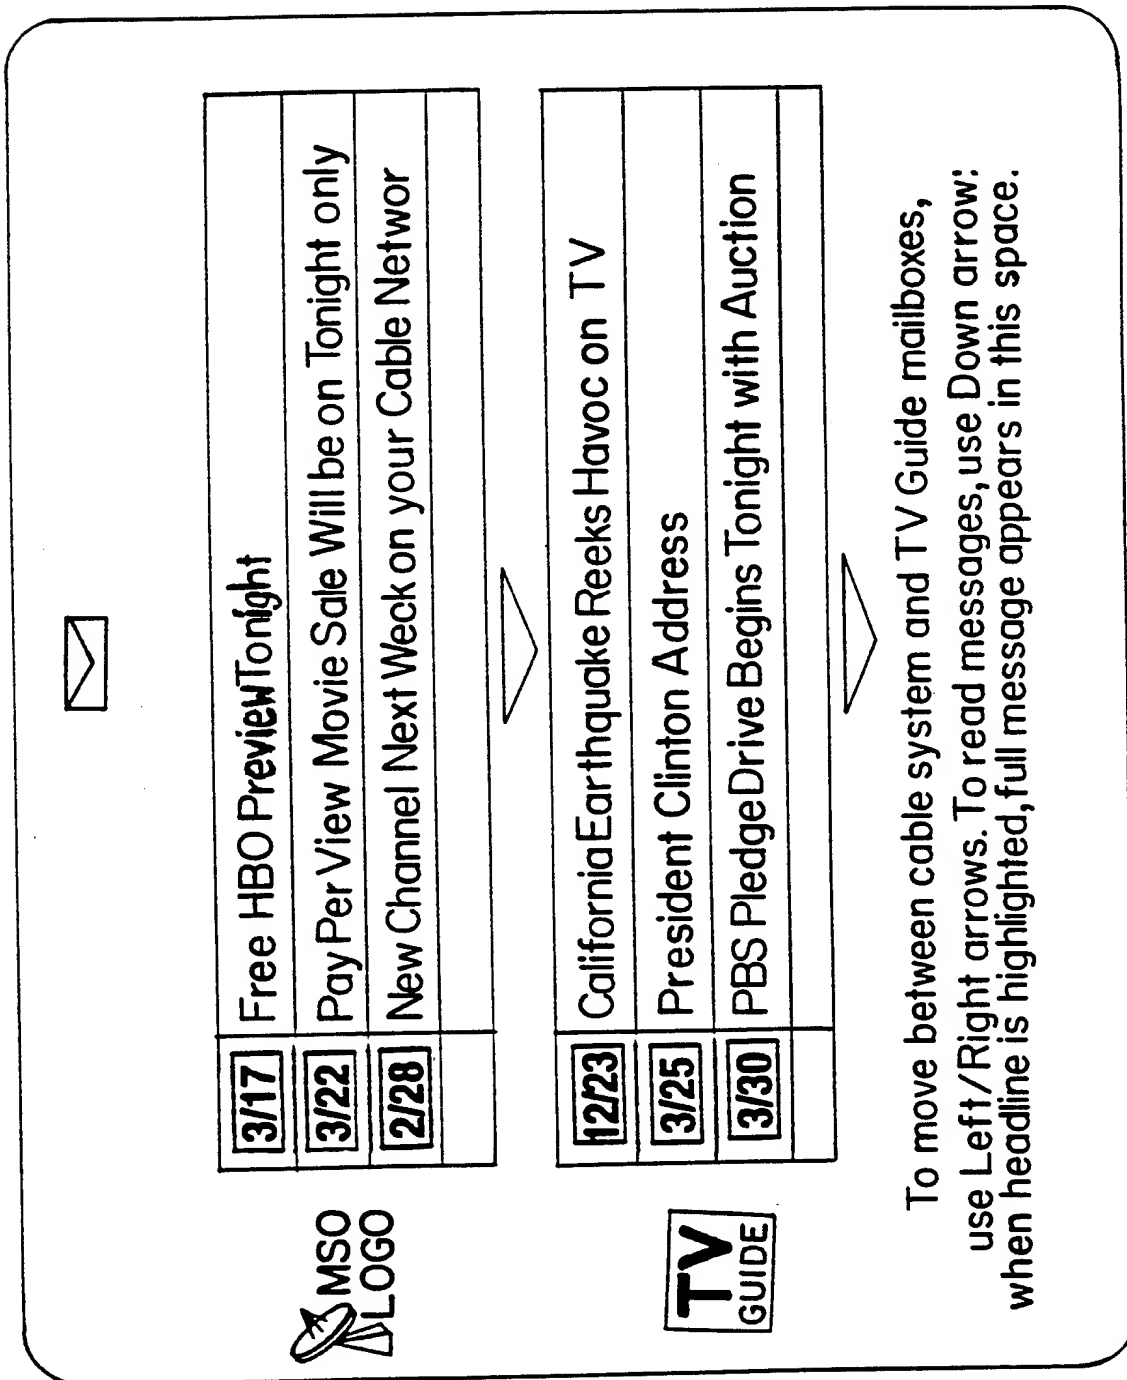 MSO
LOGO
3/17 Free HBO Preview Tonight
3/22 Pay Per View Movie Sale Will be on Tonight only
2/28 New Channel Next Weck on your Cable Networ
TV
GUIDE
12/23 California Earthquake Reeks Havoc on TV
3/25 President Clinton Address
3/30 PBS Pledge Drive Begins Tonight with Auction
To move between cable system and TV Guide mailboxes,
use Left/Right arrows. To read messages, use Down arrow:
when headline is highlighted, full message appears in this space.